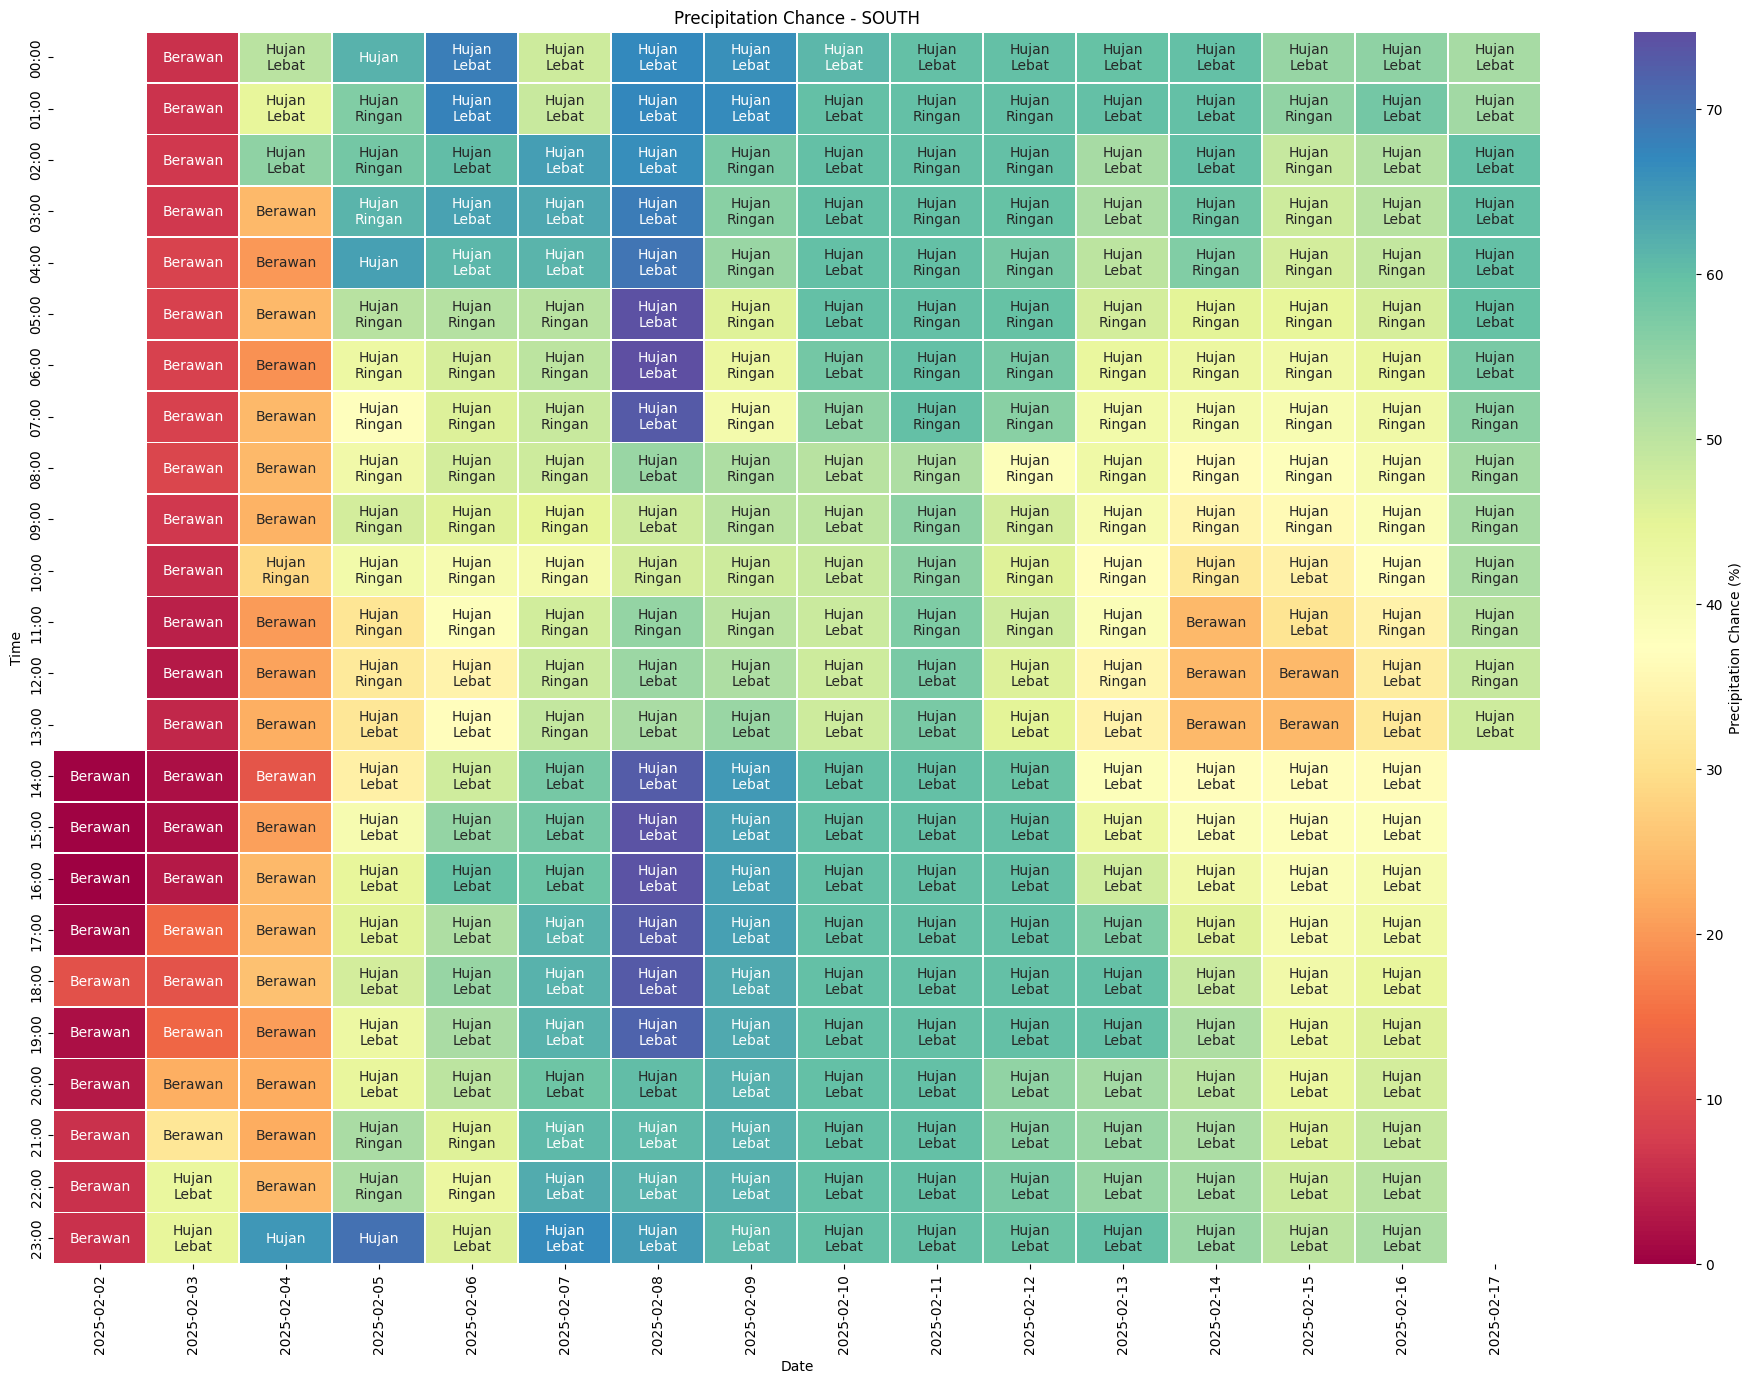 Precipitation Chance - SOUTH
00:00 Berawan Hujan Lebat Hujan Hujan Lebat Hujan Lebat Hujan Lebat Hujan Lebat Hujan Lebat Hujan Lebat Hujan Lebat Hujan Lebat Hujan Lebat Hujan Lebat Hujan Lebat Hujan Lebat
01:00 Berawan Hujan Lebat Hujan Ringan Hujan Lebat Hujan Lebat Hujan Lebat Hujan Lebat Hujan Lebat Hujan Ringan Hujan Ringan Hujan Lebat Hujan Lebat Hujan Ringan Hujan Lebat Hujan Lebat
02:00 Berawan Hujan Lebat Hujan Ringan Hujan Lebat Hujan Lebat Hujan Lebat Hujan Ringan Hujan Lebat Hujan Ringan Hujan Ringan Hujan Lebat Hujan Lebat Hujan Ringan Hujan Lebat Hujan Lebat
03:00 Berawan Berawan Hujan Ringan Hujan Lebat Hujan Lebat Hujan Lebat Hujan Ringan Hujan Lebat Hujan Ringan Hujan Ringan Hujan Lebat Hujan Ringan Hujan Ringan Hujan Lebat Hujan Lebat
04:00 Berawan Berawan Hujan Hujan Lebat Hujan Lebat Hujan Lebat Hujan Ringan Hujan Lebat Hujan Ringan Hujan Ringan Hujan Lebat Hujan Ringan Hujan Ringan Hujan Ringan Hujan Lebat
05:00 Berawan Berawan Hujan Ringan Hujan Ringan Hujan Ringan Hujan Lebat Hujan Ringan Hujan Lebat Hujan Ringan Hujan Ringan Hujan Ringan Hujan Ringan Hujan Ringan Hujan Ringan Hujan Lebat
06:00 Berawan Berawan Hujan Ringan Hujan Ringan Hujan Ringan Hujan Lebat Hujan Ringan Hujan Lebat Hujan Ringan Hujan Ringan Hujan Ringan Hujan Ringan Hujan Ringan Hujan Ringan Hujan Lebat
07:00 Berawan Berawan Hujan Ringan Hujan Ringan Hujan Ringan Hujan Lebat Hujan Ringan Hujan Lebat Hujan Ringan Hujan Ringan Hujan Ringan Hujan Ringan Hujan Ringan Hujan Ringan Hujan Ringan
08:00 Berawan Berawan Hujan Ringan Hujan Ringan Hujan Ringan Hujan Lebat Hujan Ringan Hujan Lebat Hujan Ringan Hujan Ringan Hujan Ringan Hujan Ringan Hujan Ringan Hujan Ringan Hujan Ringan
09:00 Berawan Berawan Hujan Ringan Hujan Ringan Hujan Ringan Hujan Lebat Hujan Ringan Hujan Lebat Hujan Ringan Hujan Ringan Hujan Ringan Hujan Ringan Hujan Ringan Hujan Ringan Hujan Ringan
10:00 Berawan Hujan Ringan Hujan Ringan Hujan Ringan Hujan Ringan Hujan Ringan Hujan Ringan Hujan Lebat Hujan Ringan Hujan Ringan Hujan Ringan Hujan Ringan Hujan Lebat Hujan Ringan Hujan Ringan
11:00 Berawan Berawan Hujan Ringan Hujan Ringan Hujan Ringan Hujan Ringan Hujan Ringan Hujan Lebat Hujan Ringan Hujan Ringan Hujan Ringan Berawan Hujan Lebat Hujan Ringan Hujan Ringan
12:00 Berawan Berawan Hujan Ringan Hujan Lebat Hujan Ringan Hujan Lebat Hujan Lebat Hujan Lebat Hujan Lebat Hujan Lebat Hujan Ringan Berawan Berawan Hujan Lebat Hujan Ringan
13:00 Berawan Berawan Hujan Lebat Hujan Lebat Hujan Ringan Hujan Lebat Hujan Lebat Hujan Lebat Hujan Lebat Hujan Lebat Hujan Lebat Berawan Berawan Hujan Lebat Hujan Lebat
14:00 Berawan Berawan Berawan Hujan Lebat Hujan Lebat Hujan Lebat Hujan Lebat Hujan Lebat Hujan Lebat Hujan Lebat Hujan Lebat Hujan Lebat Hujan Lebat Hujan Lebat Hujan Lebat
15:00 Berawan Berawan Berawan Hujan Lebat Hujan Lebat Hujan Lebat Hujan Lebat Hujan Lebat Hujan Lebat Hujan Lebat Hujan Lebat Hujan Lebat Hujan Lebat Hujan Lebat Hujan Lebat
16:00 Berawan Berawan Berawan Hujan Lebat Hujan Lebat Hujan Lebat Hujan Lebat Hujan Lebat Hujan Lebat Hujan Lebat Hujan Lebat Hujan Lebat Hujan Lebat Hujan Lebat Hujan Lebat
17:00 Berawan Berawan Berawan Hujan Lebat Hujan Lebat Hujan Lebat Hujan Lebat Hujan Lebat Hujan Lebat Hujan Lebat Hujan Lebat Hujan Lebat Hujan Lebat Hujan Lebat Hujan Lebat
18:00 Berawan Berawan Berawan Hujan Lebat Hujan Lebat Hujan Lebat Hujan Lebat Hujan Lebat Hujan Lebat Hujan Lebat Hujan Lebat Hujan Lebat Hujan Lebat Hujan Lebat Hujan Lebat
19:00 Berawan Berawan Berawan Hujan Lebat Hujan Lebat Hujan Lebat Hujan Lebat Hujan Lebat Hujan Lebat Hujan Lebat Hujan Lebat Hujan Lebat Hujan Lebat Hujan Lebat Hujan Lebat
20:00 Berawan Berawan Berawan Hujan Lebat Hujan Lebat Hujan Lebat Hujan Lebat Hujan Lebat Hujan Lebat Hujan Lebat Hujan Lebat Hujan Lebat Hujan Lebat Hujan Lebat Hujan Lebat
21:00 Berawan Berawan Berawan Hujan Ringan Hujan Ringan Hujan Lebat Hujan Lebat Hujan Lebat Hujan Lebat Hujan Lebat Hujan Lebat Hujan Lebat Hujan Lebat Hujan Lebat Hujan Lebat
22:00 Berawan Hujan Lebat Berawan Hujan Ringan Hujan Ringan Hujan Lebat Hujan Lebat Hujan Lebat Hujan Lebat Hujan Lebat Hujan Lebat Hujan Lebat Hujan Lebat Hujan Lebat Hujan Lebat
23:00 Berawan Hujan Lebat Hujan Hujan Hujan Lebat Hujan Lebat Hujan Lebat Hujan Lebat Hujan Lebat Hujan Lebat Hujan Lebat Hujan Lebat Hujan Lebat Hujan Lebat Hujan Lebat
Time
2025-02-02 2025-02-03 2025-02-04 2025-02-05 2025-02-06 2025-02-07 2025-02-08 2025-02-09 2025-02-10 2025-02-11 2025-02-12 2025-02-13 2025-02-14 2025-02-15 2025-02-16 2025-02-17
Date
70
60
50
40
30
20
10
0
Precipitation Chance (%)